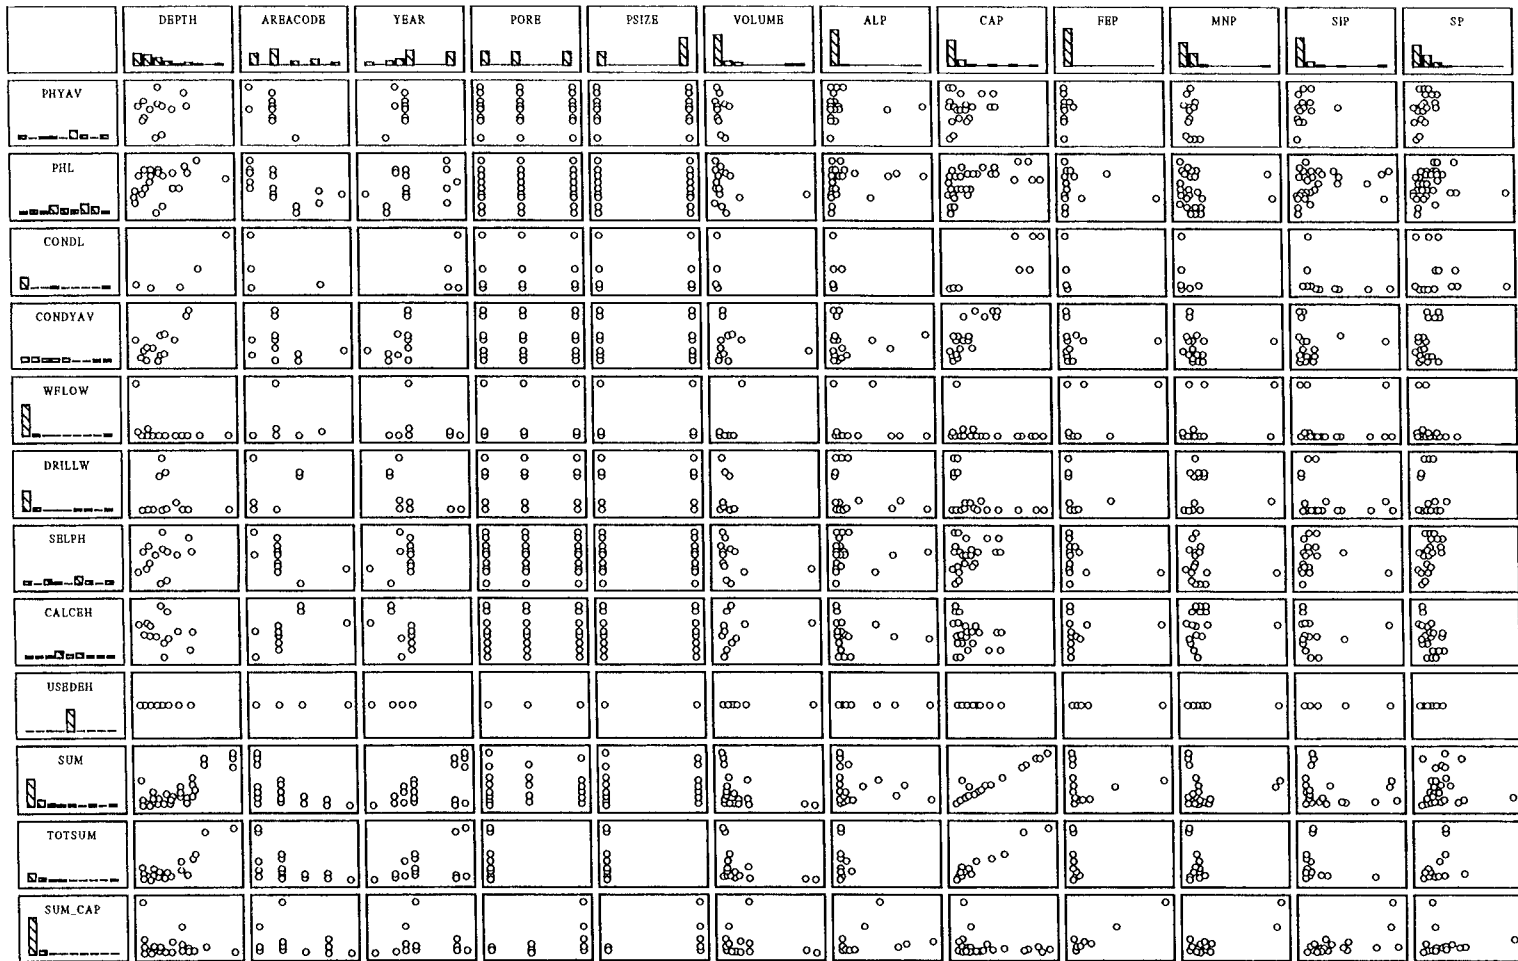 DEPTH AREACODE YEAR PORE PSIZE VOLUME ALP CAP FEP MNP SiP SP
PHYAV
PHL
CONDL
CONDYAV
WFLOW
DRILLW
SELPH
CALCEH
USEDEH
SUM
TOTSUM
SUM_CAP